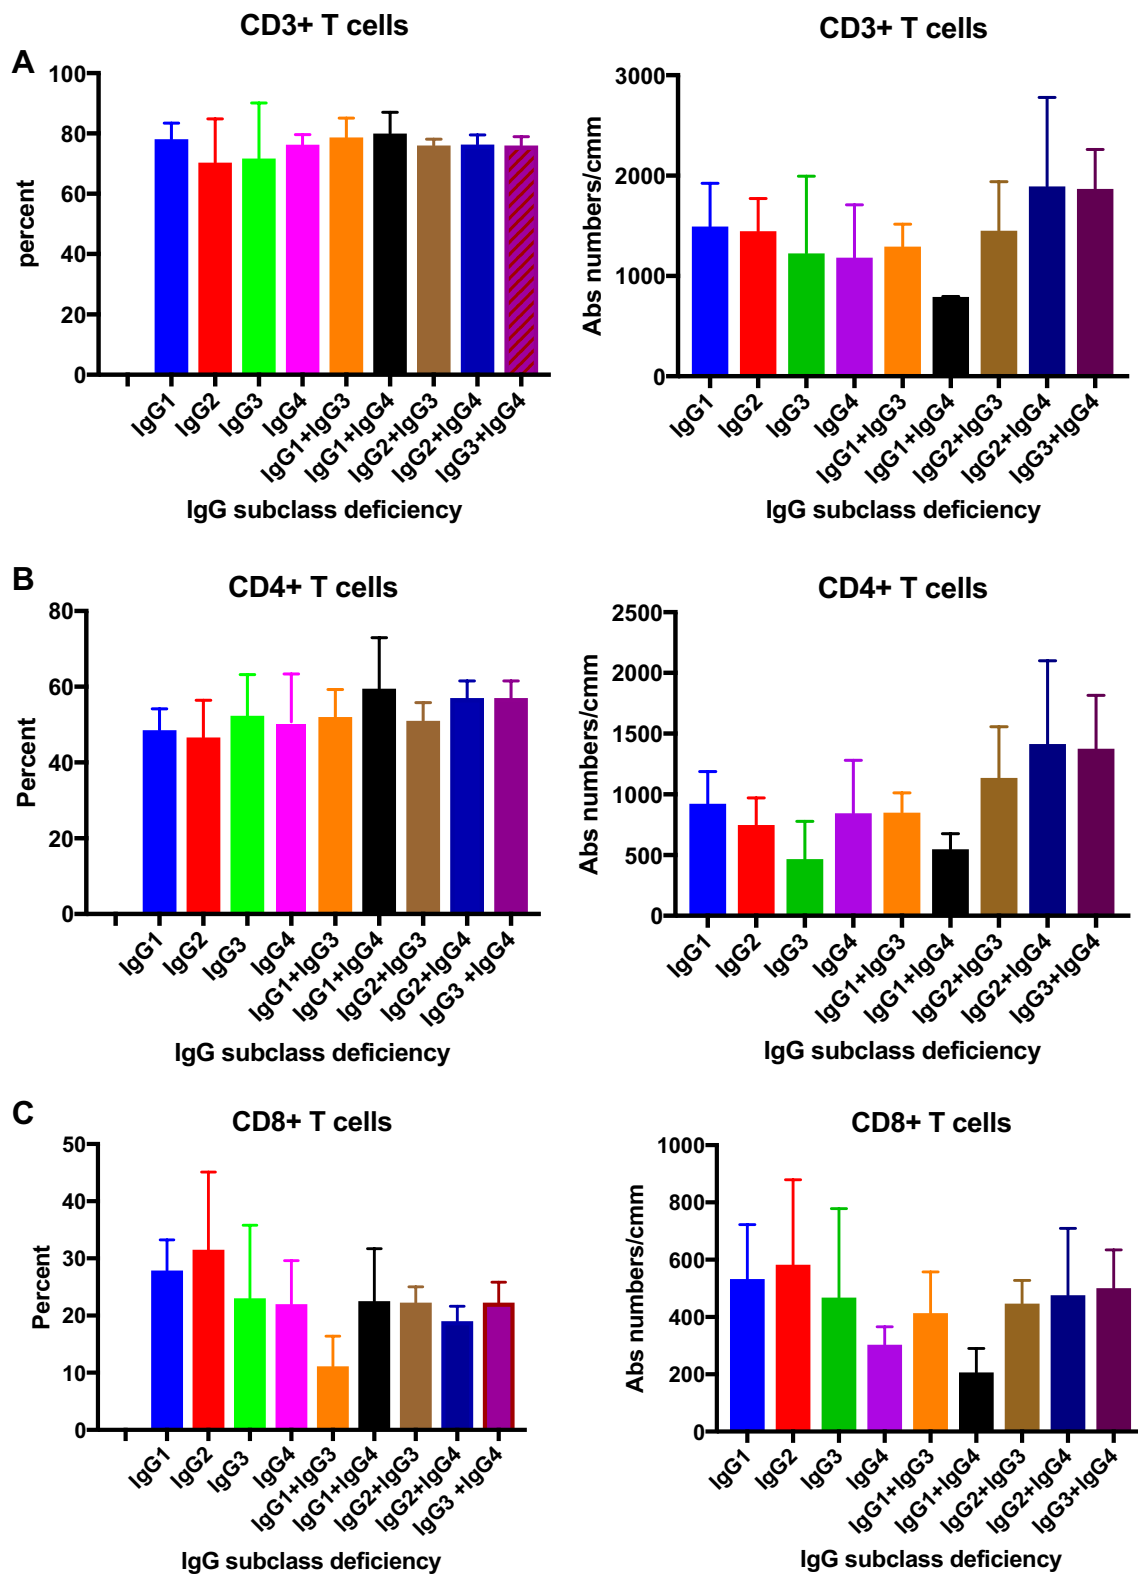 CD3+ T cells
CD3+ T cells
A
100
80
60
40
20
0
percent
IgG1
IgG2
IgG3
IgG4
IgG1+IgG3
IgG1+IgG4
IgG2+IgG3
IgG2+IgG4
IgG3+IgG4
IgG subclass deficiency
3000
2000
1000
0
Abs numbers/cmm
IgG1
IgG2
IgG3
IgG4
IgG1+IgG3
IgG1+IgG4
IgG2+IgG3
IgG2+IgG4
IgG3+IgG4
IgG subclass deficiency
B
CD4+ T cells
80
60
40
20
0
Percent
IgG1
IgG2
IgG3
IgG4
IgG1+IgG3
IgG1+IgG4
IgG2+IgG3
IgG2+IgG4
IgG3 +IgG4
IgG subclass deficiency
CD4+ T cells
2500
2000
1500
1000
500
0
Abs numbers/cmm
IgG1
IgG2
IgG3
IgG4
IgG1+IgG3
IgG1+IgG4
IgG2+IgG3
IgG2+IgG4
IgG3+IgG4
IgG subclass deficiency
C
CD8+ T cells
50
40
30
20
10
0
Percent
IgG1
IgG2
IgG3
IgG4
IgG1+IgG3
IgG1+IgG4
IgG2+IgG3
IgG2+IgG4
IgG3 +IgG4
IgG subclass deficiency
CD8+ T cells
1000
800
600
400
200
0
Abs numbers/cmm
IgG1
IgG2
IgG3
IgG4
IgG1+IgG3
IgG1+IgG4
IgG2+IgG3
IgG2+IgG4
IgG3+IgG4
IgG subclass deficiency